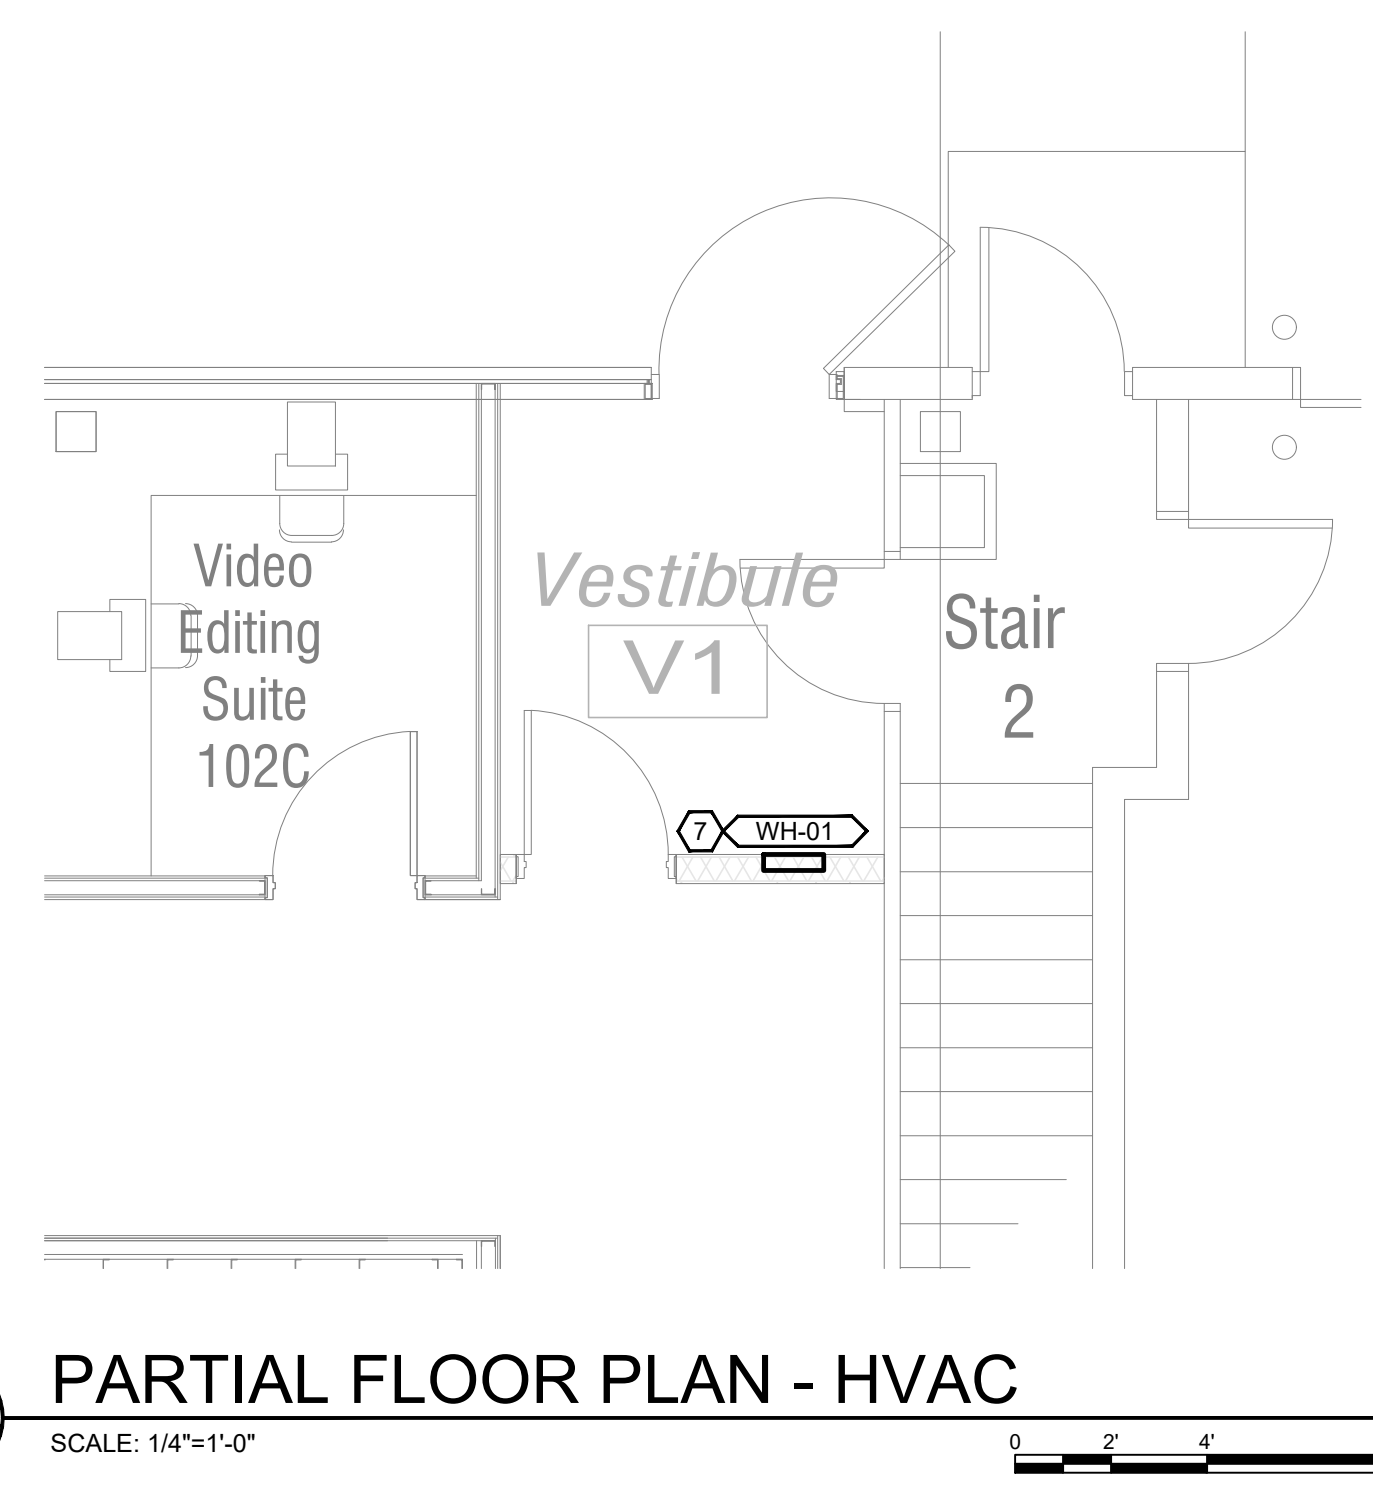 Vestibule
V1
Video
Editing
Suite
102C
Stair
2
7
WH-01
PARTIAL FLOOR PLAN - HVAC
SCALE: 1/4"=1'-0"
0 2' 4'